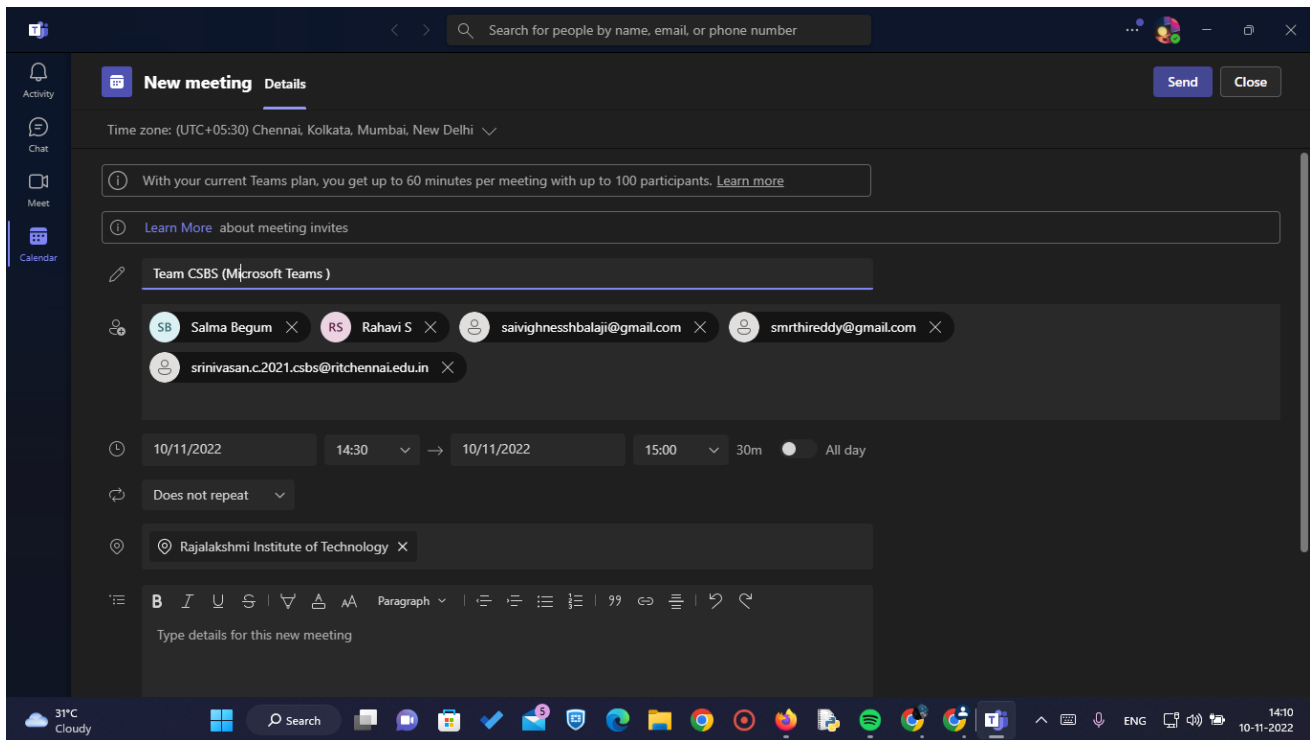 Search for people by name, email, or phone number
Activity
Chat
Meet
Calendar
New meeting Details Send Close
Time zone: (UTC+05:30) Chennai, Kolkata, Mumbai, New Delhi
With your current Teams plan, you get up to 60 minutes per meeting with up to 100 participants. Learn more
Learn More about meeting invites
Team CSBS (Microsoft Teams )
SB Salma Begum RS Rahavi S saivighnesshbalaji@gmail.com smrthireddy@gmail.com
srinivasan.c.2021.csbs@ritchennai.edu.in
10/11/2022 14:30 → 10/11/2022 15:00 30m All day
Does not repeat
Rajalakshmi Institute of Technology
B I U S A AA Paragraph
Type details for this new meeting
31°C
Cloudy
Search 5 ENG 14:10
10-11-2022